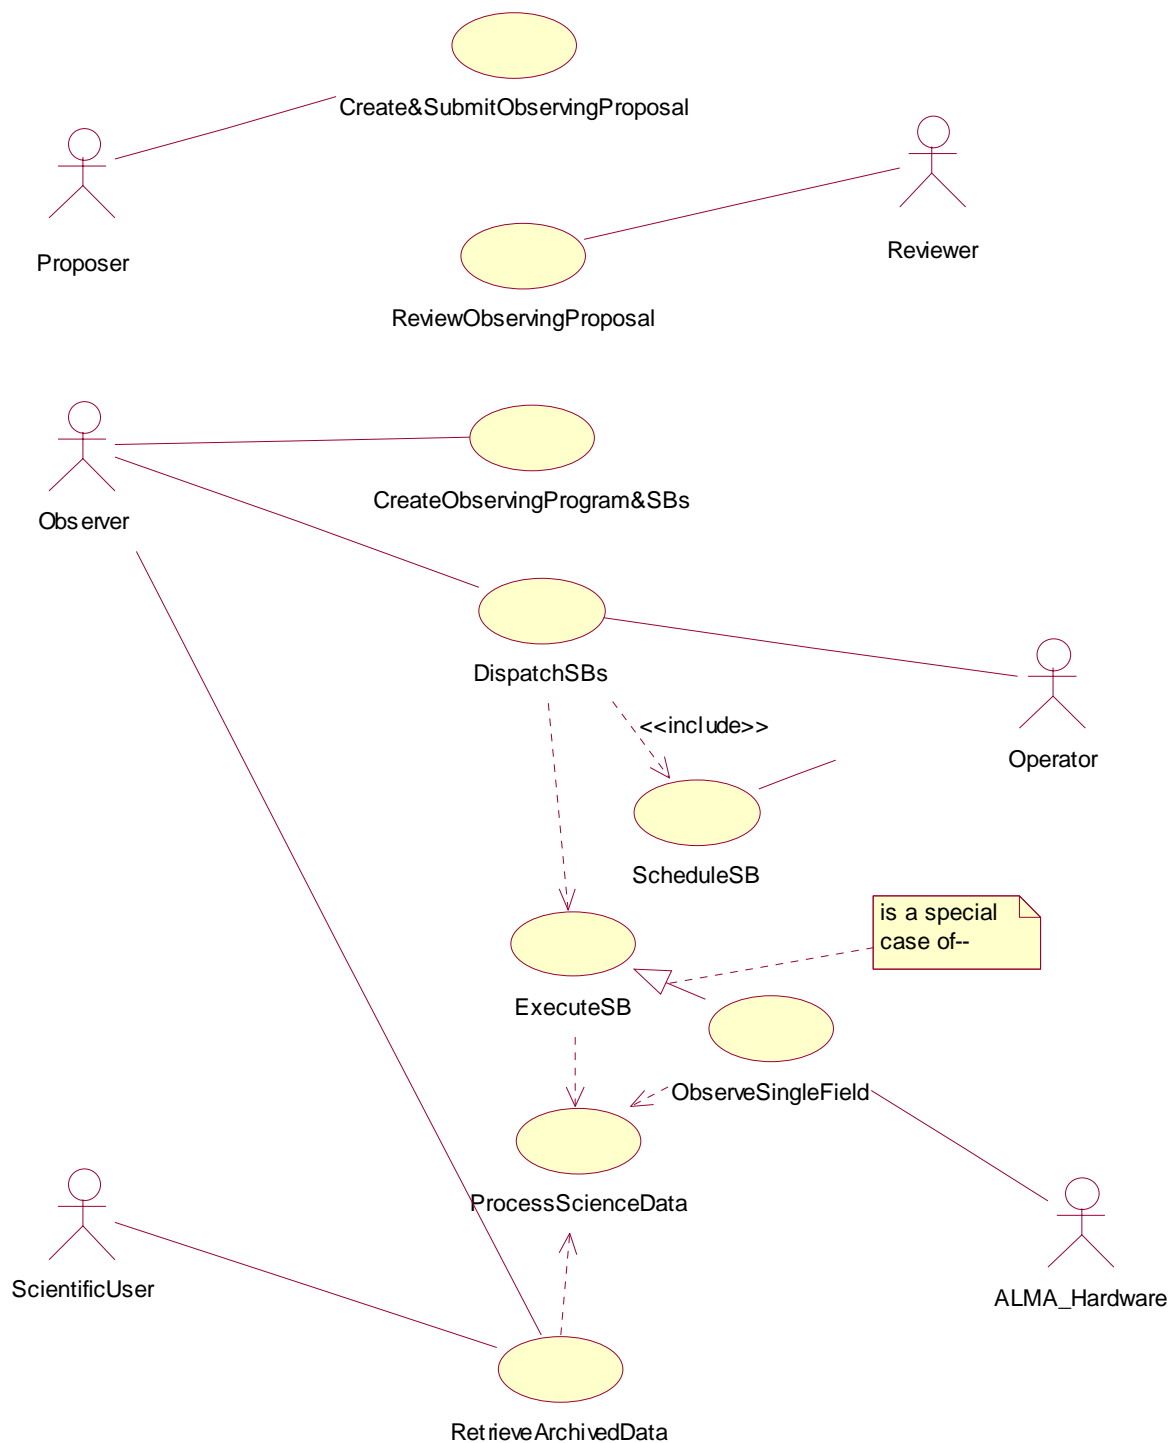 Create&SubmitObservingProposal
Proposer
Reviewer
ReviewObservingProposal
Observer
CreateObservingProgram&SBs
DispatchSBs
<<include>>
Operator
ScheduleSB
is a special
case of--
ExecuteSB
ObserveSingleField
ProcessScienceData
ScientificUser
ALMA_Hardware
RetrieveArchivedData